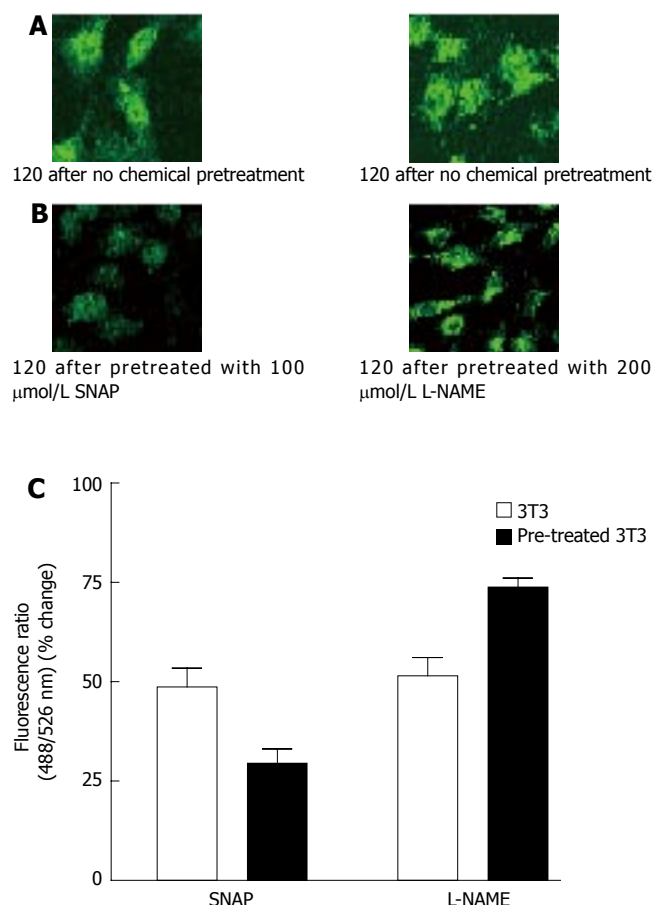 A
120 after no chemical pretreatment
120 after no chemical pretreatment
B
120 after pretreated with 100
μmol/L SNAP
120 after pretreated with 200
μmol/L L-NAME
C
Fluorescence ratio
(488/526 nm) (% change)
100
75
50
25
0
3T3
Pre-treated 3T3
SNAP
L-NAME